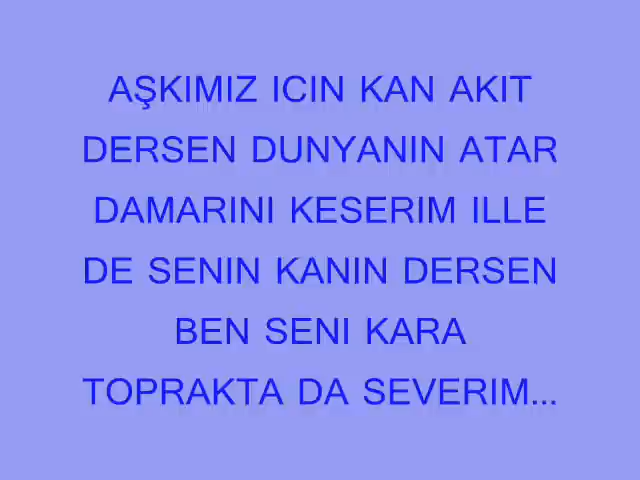 AŞKIMIZ ICIN KAN AKIT
DERSEN DUNYANIN ATAR
DAMARINI KESERIM ILLE
DE SENIN KANIN DERSEN
BEN SENI KARA
TOPRAKTA DA SEVERIM...